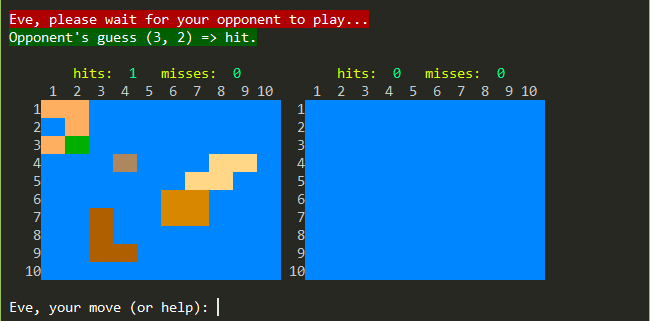 Eve, please wait for your opponent to play...
Opponent's guess (3, 2) => hit.
hits: 1 misses: 0 hits: 0 misses: 0
1 2 3 4 5 6 7 8 9 10 1 2 3 4 5 6 7 8 9 10
1 1
2 2
3 3
4 4
5 5
6 6
7 7
8 8
9 9
10 10
Eve, your move (or help):